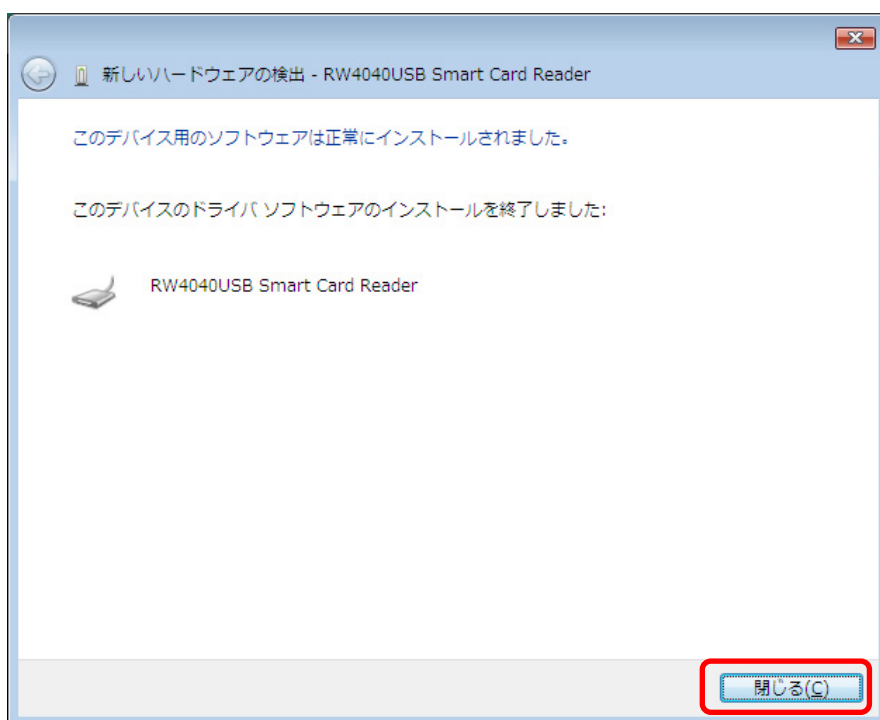 新しいハードウェアの検出 - RW4040USB Smart Card Reader
このデバイス用のソフトウェアは正常にインストールされました。
このデバイスのドライバ ソフトウェアのインストールを終了しました:
RW4040USB Smart Card Reader
閉じる(C)